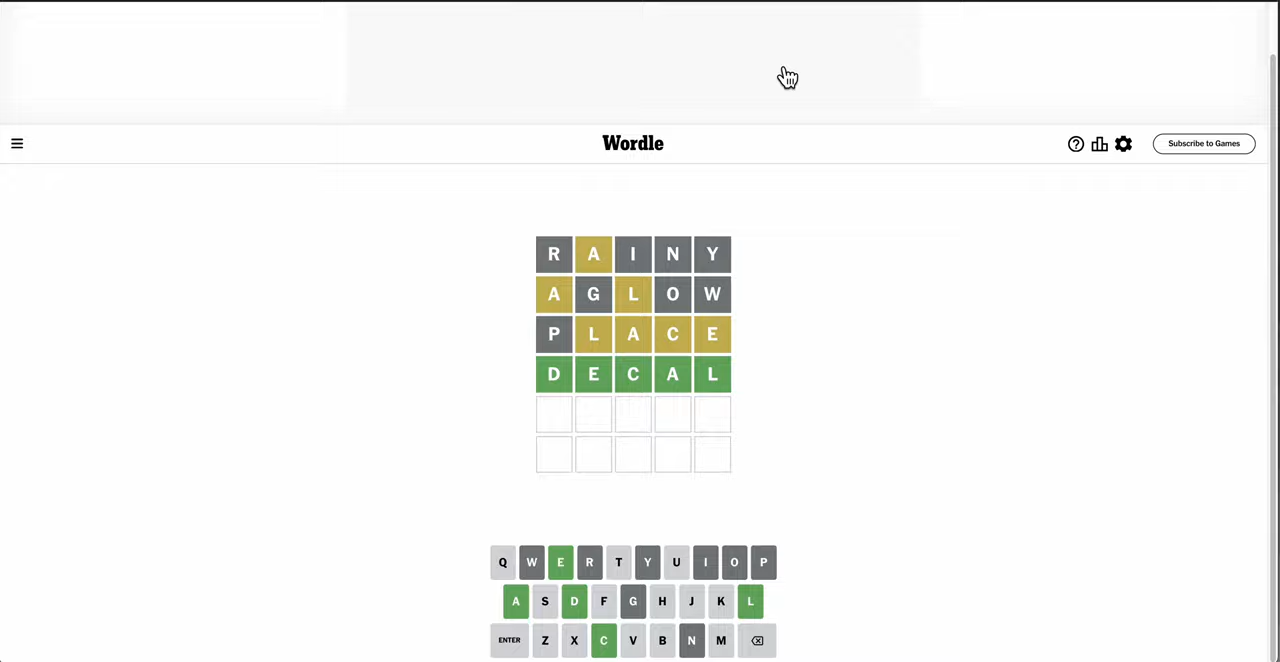 Wordle
Subscribe to Games
R A I N Y
A G L O W
P L A C E
D E C A L
Q W E R T Y U I O P
A S D F G H J K L
ENTER Z X C V B N M